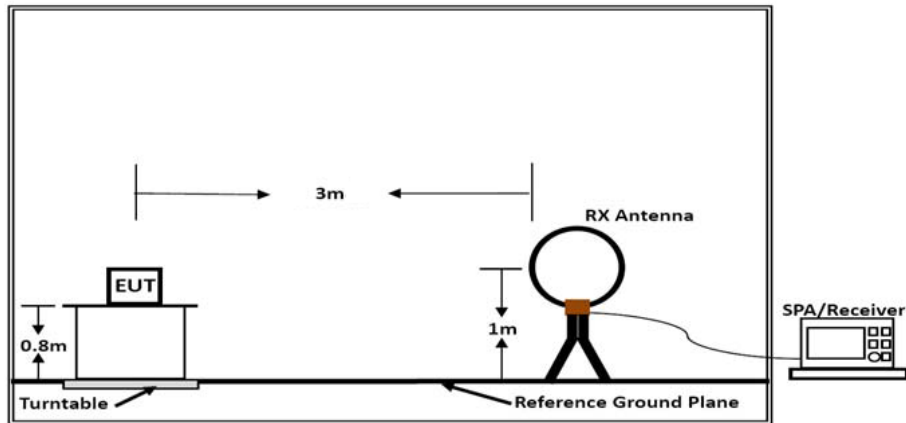 3m
RX Antenna
EUT
SPA/Receiver
0.8m
1m
Turntable
Reference Ground Plane